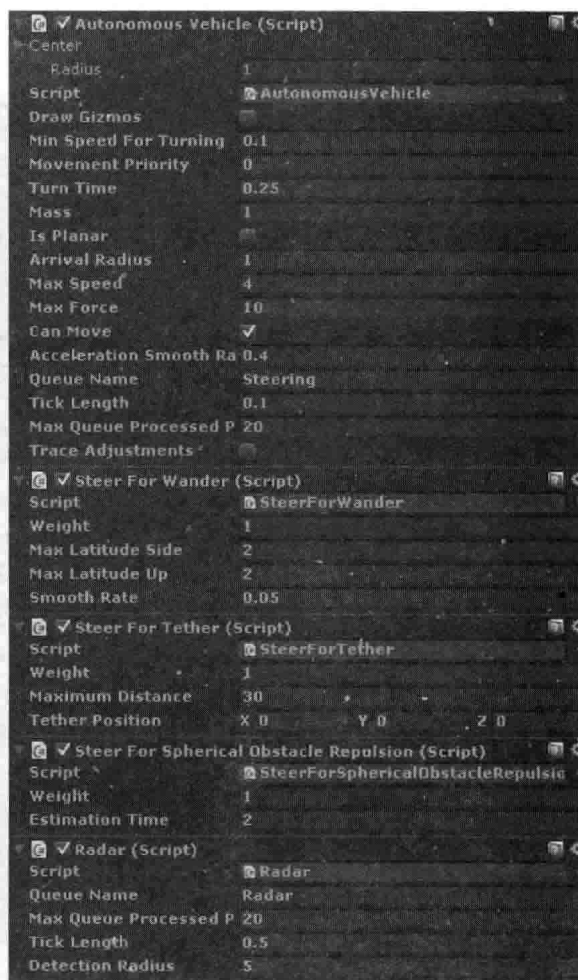 Autonomous Vehicle (Script)
Center
Radius 1
Script AutonomousVehicle
Draw Gizmos
Min Speed For Turning 0.1
Movement Priority 0
Turn Time 0.25
Mass 1
Is Planar
Arrival Radius 1
Max Speed 4
Max Force 10
Can Move
Acceleration Smooth Ra 0.4
Queue Name Steering
Tick Length 0.1
Max Queue Processed P 20
Trace Adjustments
Steer For Wander (Script)
Script SteerForWander
Weight 1
Max Latitude Side 2
Max Latitude Up 2
Smooth Rate 0.05
Steer For Tether (Script)
Script SteerForTether
Weight 1
Maximum Distance 30
Tether Position X 0 Y 0 Z 0
Steer For Spherical Obstacle Repulsion (Script)
Script SteerForSphericalObstacleRepulsio
Weight 1
Estimation Time 2
Radar (Script)
Script Radar
Queue Name Radar
Max Queue Processed P 20
Tick Length 0.5
Detection Radius 5